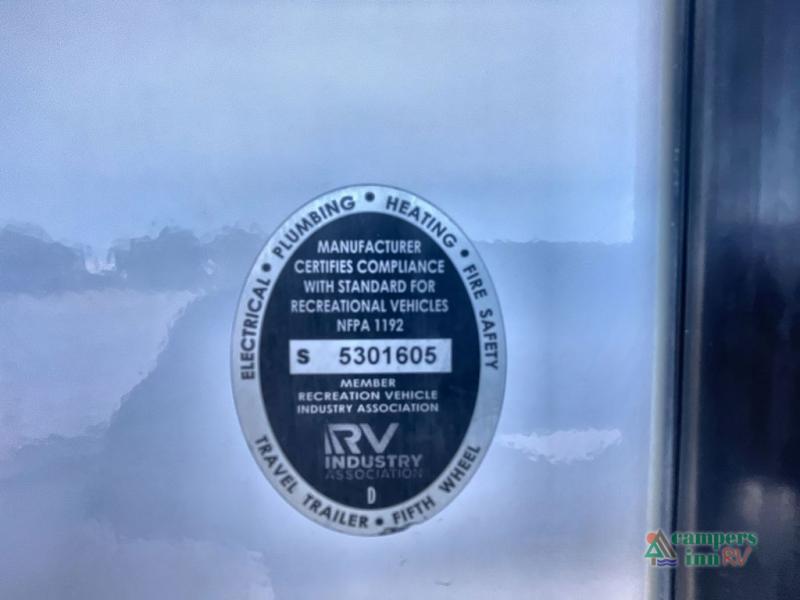 ELECTRICAL • PLUMBING • HEATING • FIRE SAFETY
MANUFACTURER
CERTIFIES COMPLIANCE
WITH STANDARD FOR
RECREATIONAL VEHICLES
NFPA 1192
S 5301605
MEMBER
RECREATION VEHICLE
INDUSTRY ASSOCIATION
RV
INDUSTRY
ASSOCIATION
D
TRAVEL TRAILER • FIFTH WHEEL
campers
inn RV